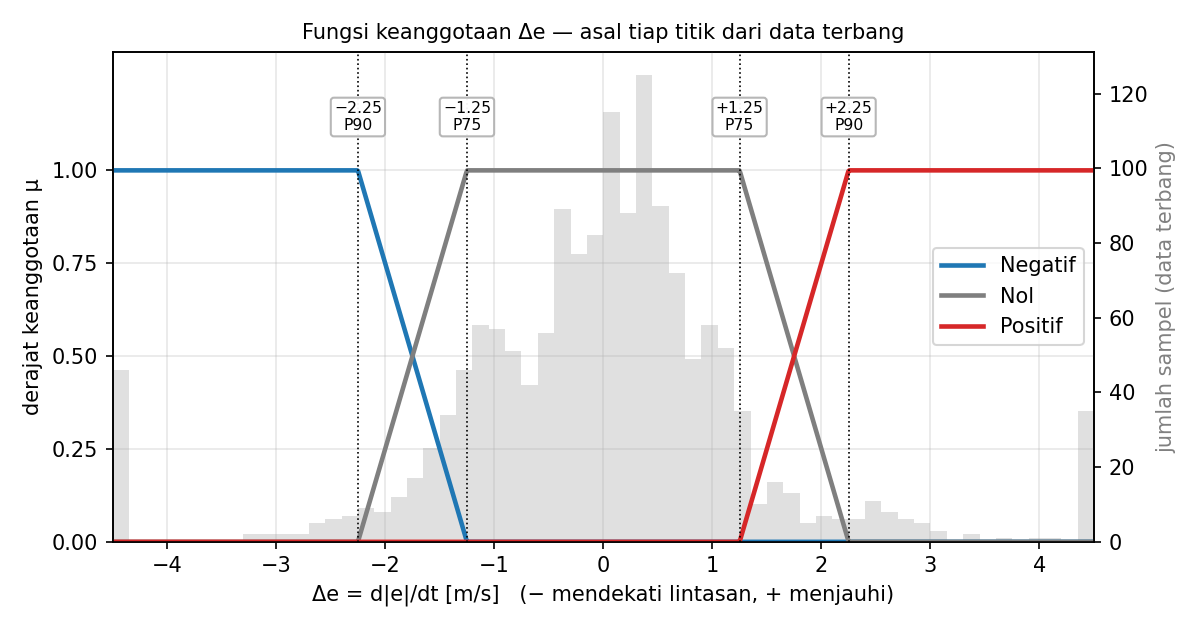 Fungsi keanggotaan Δe — asal tiap titik dari data terbang
−2.25
P90
−1.25
P75
+1.25
P75
+2.25
P90
derajat keanggotaan μ
1.00
0.75
0.50
0.25
0.00
120
100
80
60
40
20
0
jumlah sampel (data terbang)
Negatif
Nol
Positif
−4
−3
−2
−1
0
1
2
3
4
Δe = d|e|/dt [m/s]   (− mendekati lintasan, + menjauhi)